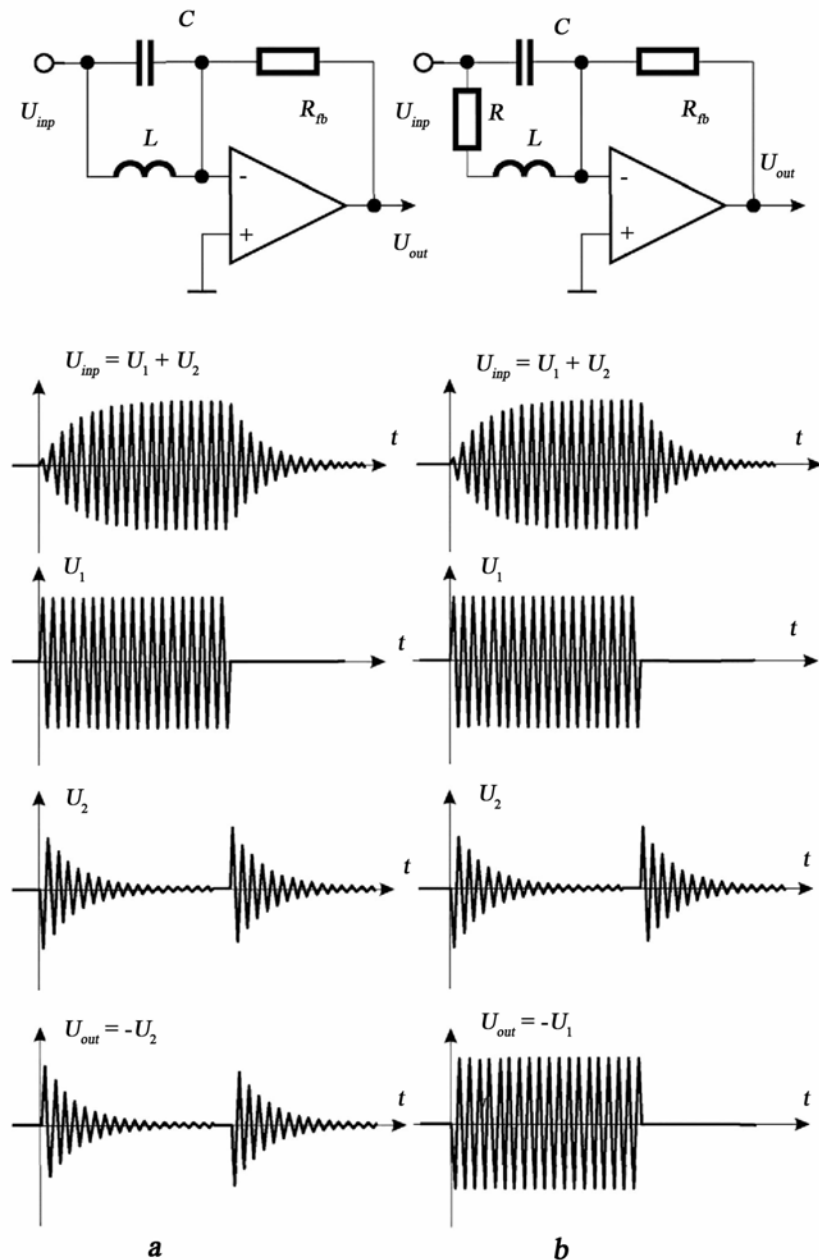 C
U_inp
R_fb
L
-
+
U_out
C
U_inp
R
R_fb
L
U_out
-
+
U_inp = U_1 + U_2
t
U_inp = U_1 + U_2
t
U_1
t
U_1
t
U_2
t
U_2
t
U_out = -U_2
t
U_out = -U_1
t
a
b